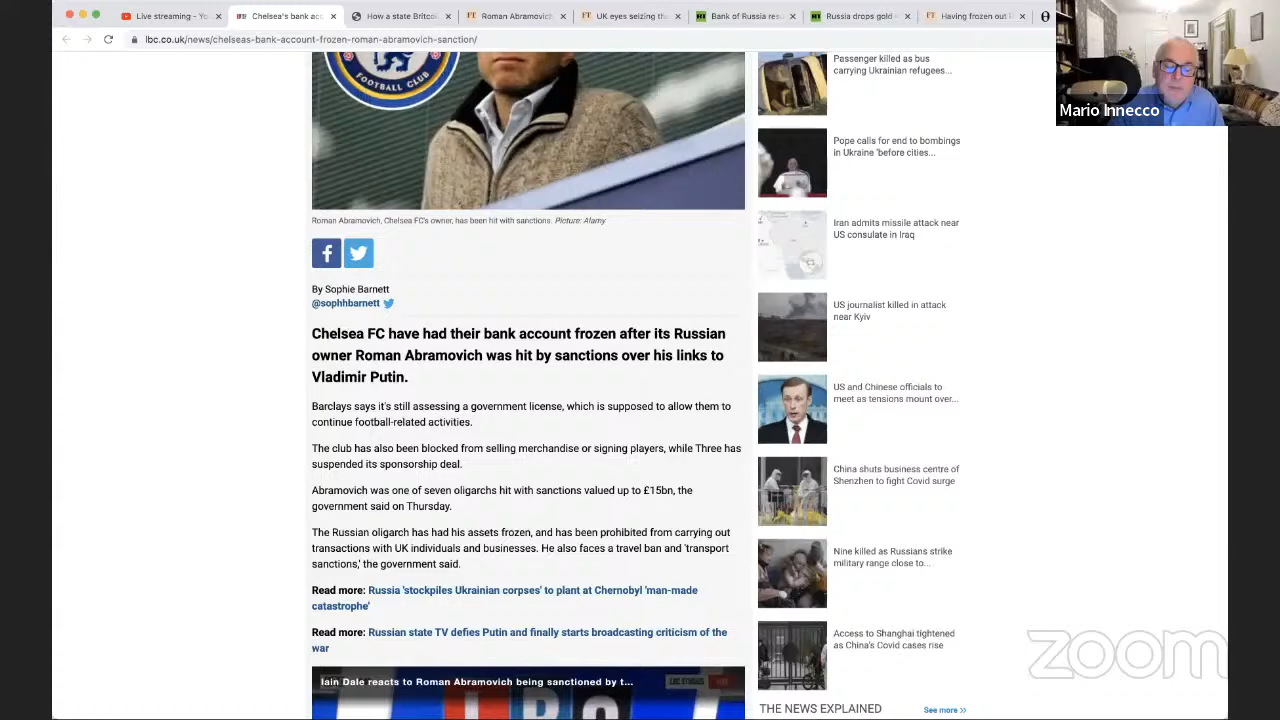 Live streaming - Yo
Chelsea's bank acc
How a state Britcoi
Roman Abramovich
UK eyes seizing the
Bank of Russia res
Russia drops gold
Having frozen out R
lbc.co.uk/news/chelseas-bank-account-frozen-roman-abramovich-sanction/
Mario Innecco
FOOTBALL CLUB
Roman Abramovich, Chelsea FC's owner, has been hit with sanctions. Picture: Alamy
By Sophie Barnett
@sophhbarnett
Chelsea FC have had their bank account frozen after its Russian
owner Roman Abramovich was hit by sanctions over his links to
Vladimir Putin.
Barclays says it's still assessing a government license, which is supposed to allow them to
continue football-related activities.
The club has also been blocked from selling merchandise or signing players, while Three has
suspended its sponsorship deal.
Abramovich was one of seven oligarchs hit with sanctions valued up to £15bn, the
government said on Thursday.
The Russian oligarch has had his assets frozen, and has been prohibited from carrying out
transactions with UK individuals and businesses. He also faces a travel ban and 'transport
sanctions,' the government said.
Read more: Russia 'stockpiles Ukrainian corpses' to plant at Chernobyl 'man-made
catastrophe'
Read more: Russian state TV defies Putin and finally starts broadcasting criticism of the
war
Iain Dale reacts to Roman Abramovich being sanctioned by t...
Passenger killed as bus
carrying Ukrainian refugees...
Pope calls for end to bombings
in Ukraine 'before cities...
Iran admits missile attack near
US consulate in Iraq
US journalist killed in attack
near Kyiv
US and Chinese officials to
meet as tensions mount over...
China shuts business centre of
Shenzhen to fight Covid surge
Nine killed as Russians strike
military range close to...
Access to Shanghai tightened
as China's Covid cases rise
THE NEWS EXPLAINED
See more >>
zoom